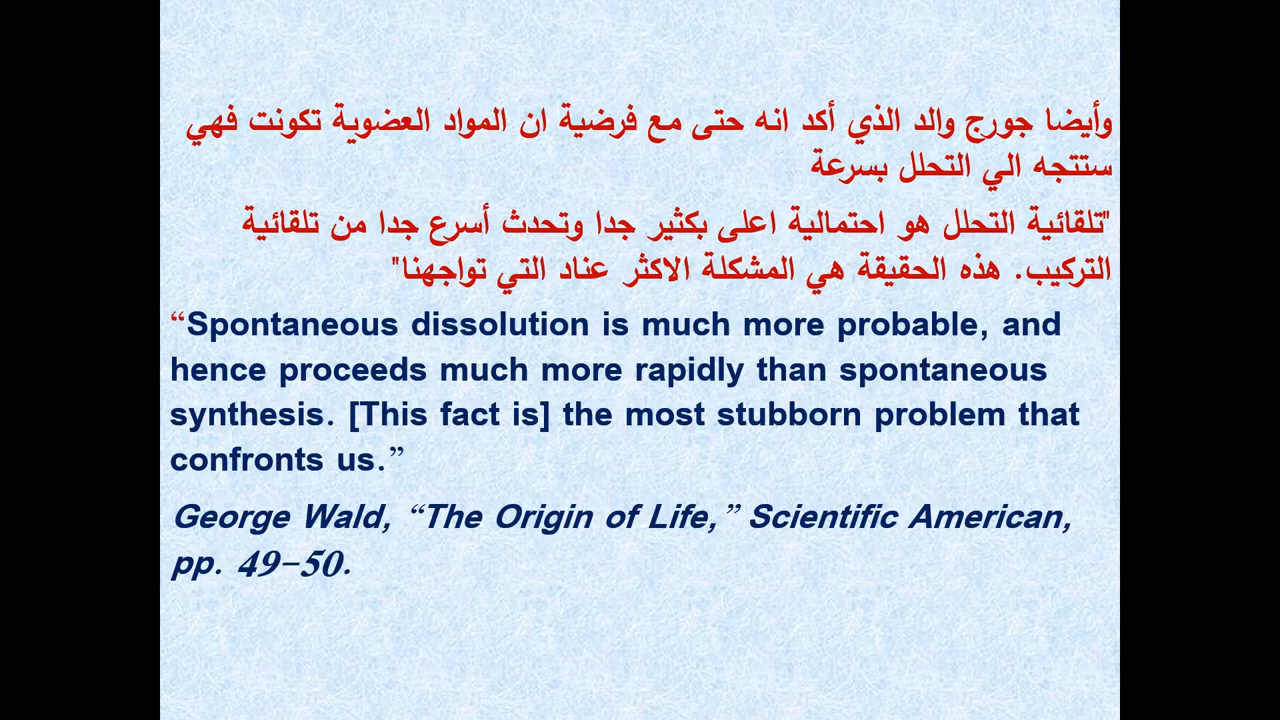 وأيضا جورج والد الذي أكد انه حتى مع فرضية ان المواد العضوية تكونت فهي
ستتجه الي التحلل بسرعة
"تلقائية التحلل هو احتمالية اعلى بكثير جدا وتحدث أسرع جدا من تلقائية
التركيب. هذه الحقيقة هي المشكلة الاكثر عناد التي تواجهنا"
“Spontaneous dissolution is much more probable, and
hence proceeds much more rapidly than spontaneous
synthesis. [This fact is] the most stubborn problem that
confronts us.”
George Wald, “The Origin of Life,” Scientific American,
pp. 49–50.